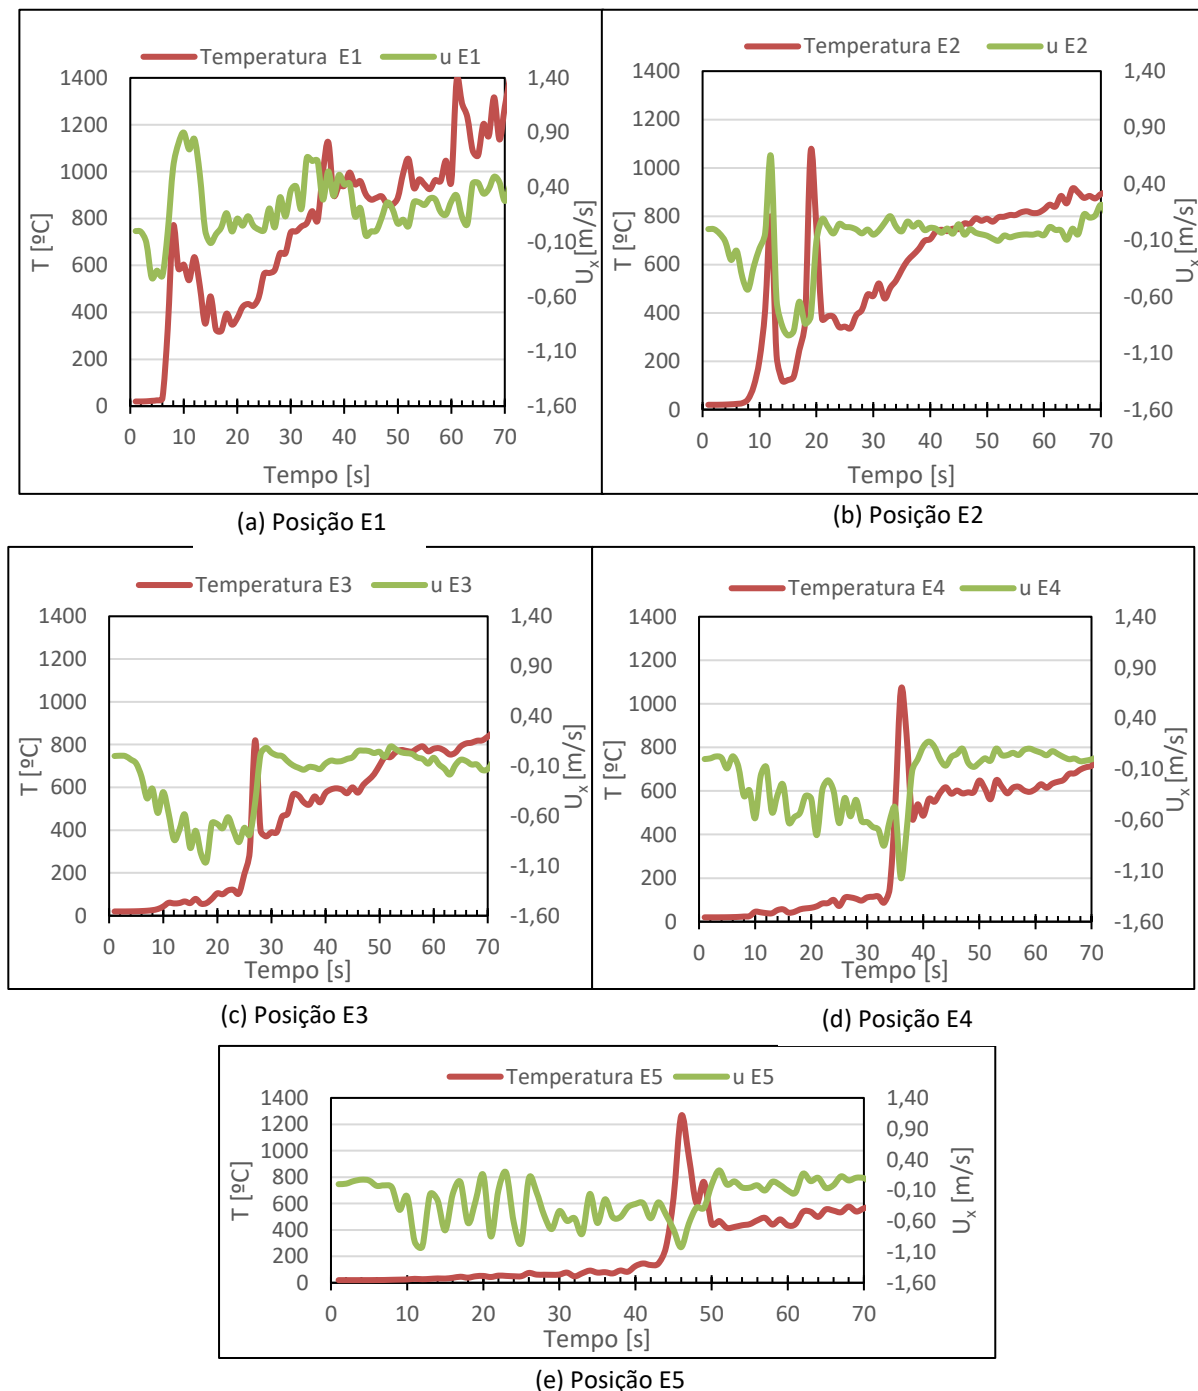 Temperatura E1 u E1
1400 1,40
1200 0,90
1000 0,40
800 -0,10
600 -0,60
400 -1,10
200 -1,60
0
T [ºC]
Uₓ [m/s]
0 10 20 30 40 50 60 70
Tempo [s]
(a) Posição E1
Temperatura E2 u E2
1400 1,40
1200 0,90
1000 0,40
800 -0,10
600 -0,60
400 -1,10
200 -1,60
0
T [ºC]
Uₓ [m/s]
0 10 20 30 40 50 60 70
Tempo [s]
(b) Posição E2
Temperatura E3 u E3
1400 1,40
1200 0,90
1000 0,40
800 -0,10
600 -0,60
400 -1,10
200 -1,60
0
T [ºC]
Uₓ [m/s]
0 10 20 30 40 50 60 70
Tempo [s]
(c) Posição E3
Temperatura E4 u E4
1400 1,40
1200 0,90
1000 0,40
800 -0,10
600 -0,60
400 -1,10
200 -1,60
0
T [ºC]
Uₓ [m/s]
0 10 20 30 40 50 60 70
Tempo [s]
(d) Posição E4
Temperatura E5 u E5
1400 1,40
1200 0,90
1000 0,40
800 -0,10
600 -0,60
400 -1,10
200 -1,60
0
T [ºC]
Uₓ [m/s]
0 10 20 30 40 50 60 70
Tempo [s]
(e) Posição E5